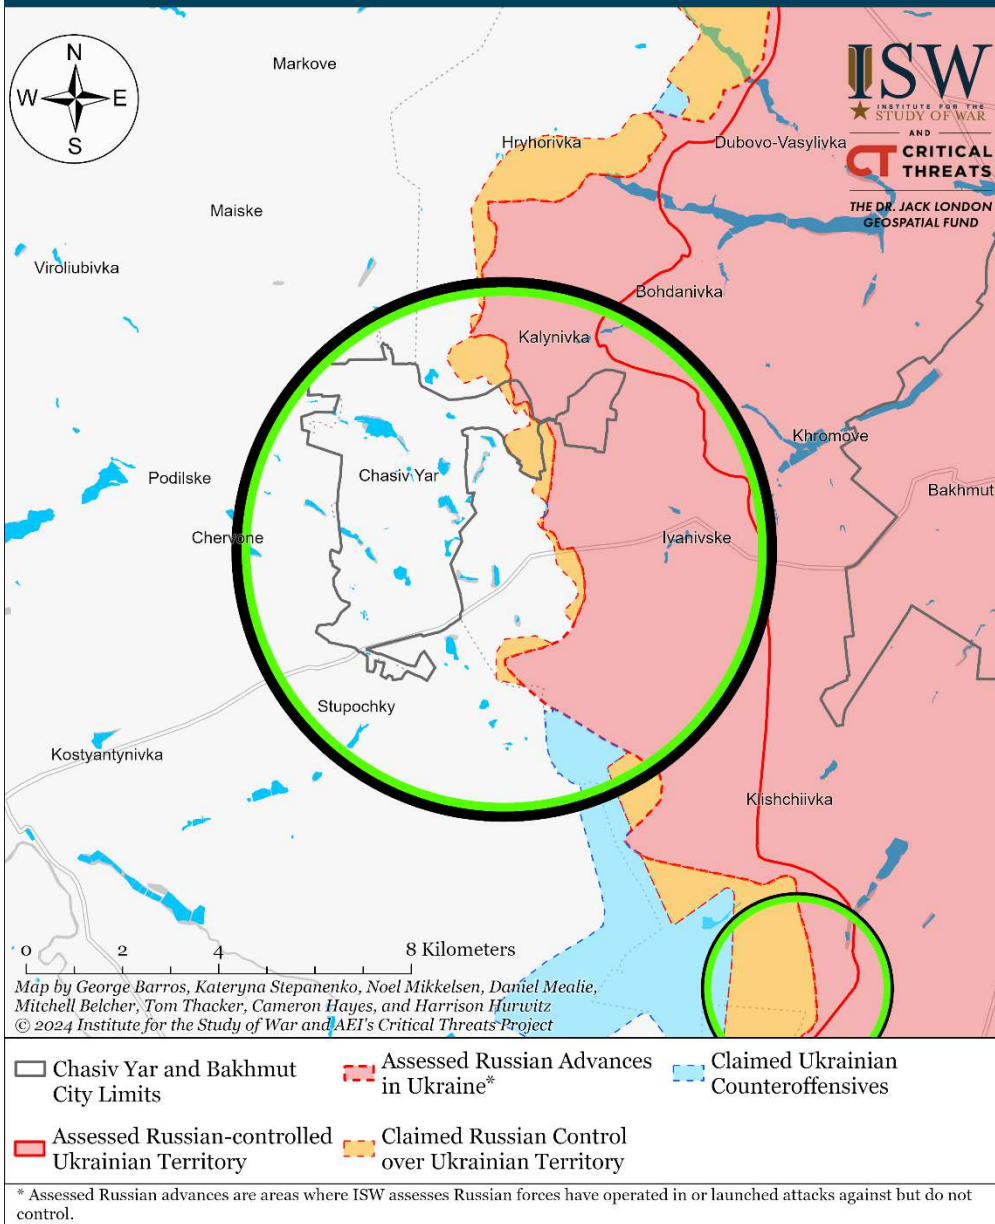 N
W
E
S
Markove
Hryhorivka
Dubovo-Vasylivka
ISW
INSTITUTE FOR THE
STUDY OF WAR
AND
CT CRITICAL
THREATS
THE DR. JACK LONDON
GEOSPATIAL FUND
Maiske
Viroliubivka
Bohdanivka
Kalynivka
Khromove
Podilske
Chasiv Yar
Bakhmut
Chervone
Ivanivske
Stupochky
Kostyantynivka
Klishchiivka
0 2 4 8 Kilometers
Map by George Barros, Kateryna Stepanenko, Noel Mikkelsen, Daniel Mealie,
Mitchell Belcher, Tom Thacker, Cameron Hayes, and Harrison Hurwitz
© 2024 Institute for the Study of War and AEI's Critical Threats Project
Chasiv Yar and Bakhmut
City Limits
Assessed Russian Advances
in Ukraine*
Claimed Ukrainian
Counteroffensives
Assessed Russian-controlled
Ukrainian Territory
Claimed Russian Control
over Ukrainian Territory
* Assessed Russian advances are areas where ISW assesses Russian forces have operated in or launched attacks against but do not
control.